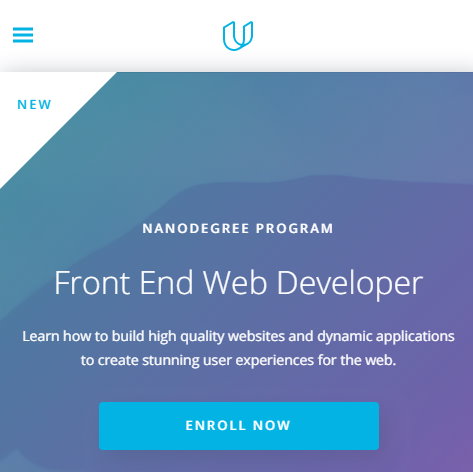 NEW
NANODEGREE PROGRAM
Front End Web Developer
Learn how to build high quality websites and dynamic applications
to create stunning user experiences for the web.
ENROLL NOW